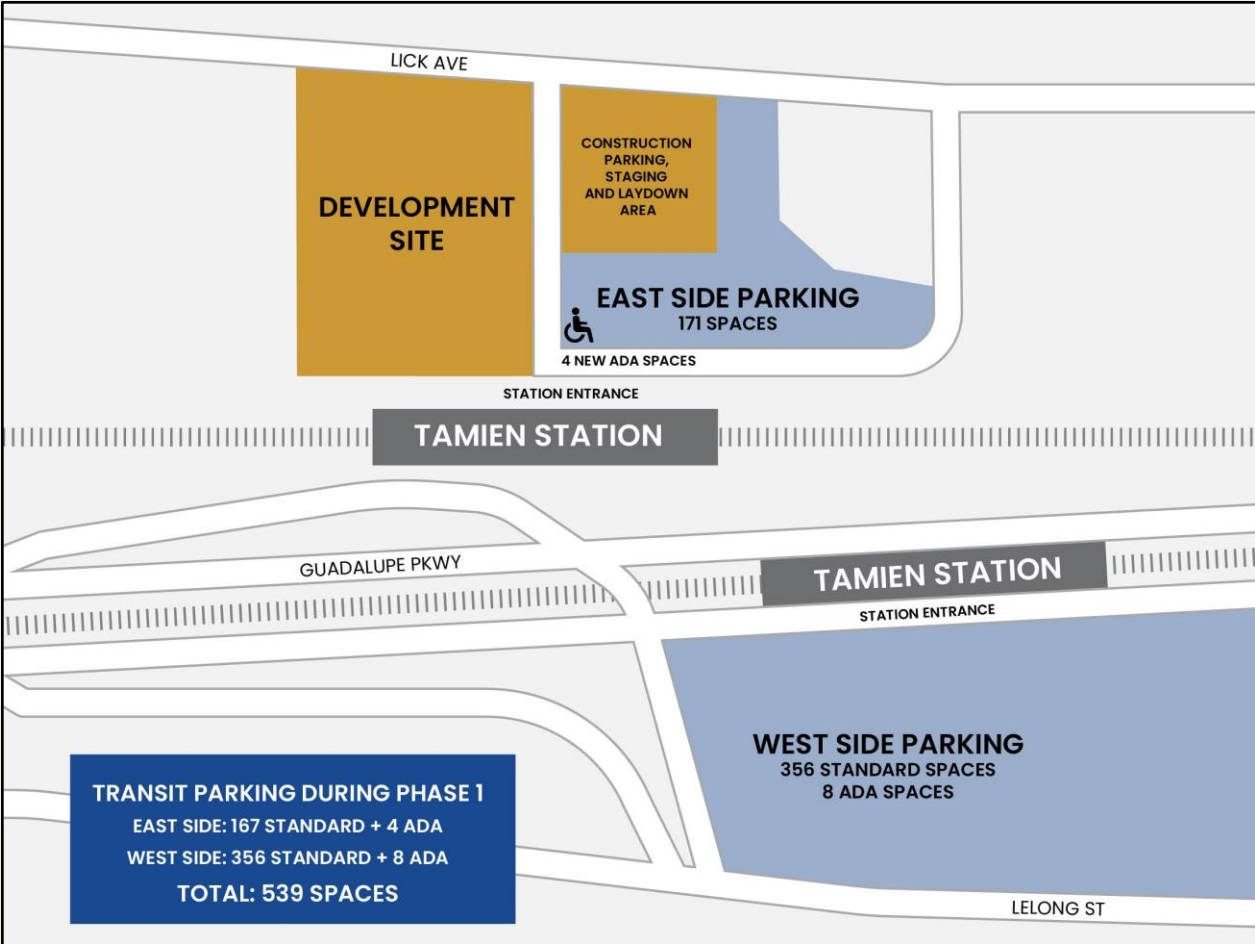 LICK AVE
DEVELOPMENT
SITE
CONSTRUCTION
PARKING,
STAGING
AND LAYDOWN
AREA
EAST SIDE PARKING
171 SPACES
4 NEW ADA SPACES
STATION ENTRANCE
TAMIEN STATION
GUADALUPE PKWY
TAMIEN STATION
STATION ENTRANCE
WEST SIDE PARKING
356 STANDARD SPACES
8 ADA SPACES
TRANSIT PARKING DURING PHASE 1
EAST SIDE: 167 STANDARD + 4 ADA
WEST SIDE: 356 STANDARD + 8 ADA
TOTAL: 539 SPACES
LELONG ST